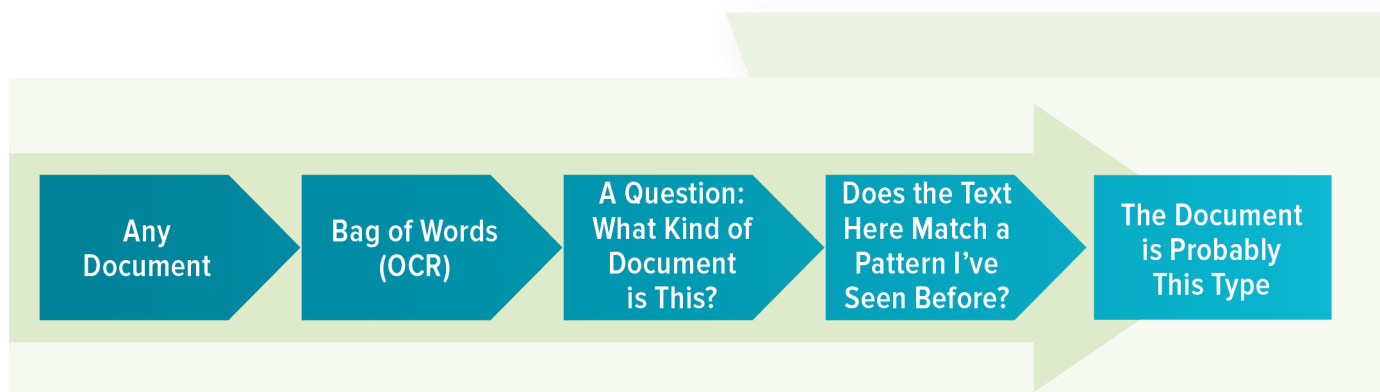 Any
Document
Bag of Words
(OCR)
A Question:
What Kind of
Document
is This?
Does the Text
Here Match a
Pattern I’ve
Seen Before?
The Document
is Probably
This Type